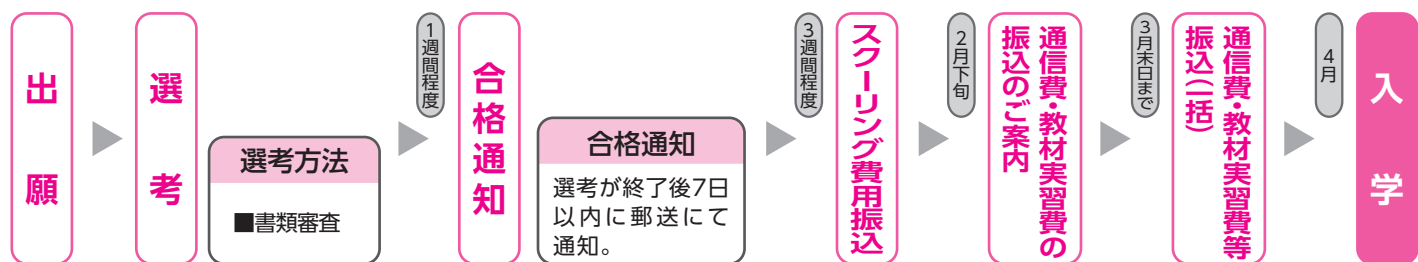 出願
選考
選考方法
■書類審査
1週間程度
合格通知
合格通知
選考が終了後7日
以内に郵送にて
通知。
3週間程度
スクーリング費用振込
2月下旬
通信費・教材実習費の
振込のご案内
3月末日まで
通信費・教材実習費等
振込(一括)
4月
入学